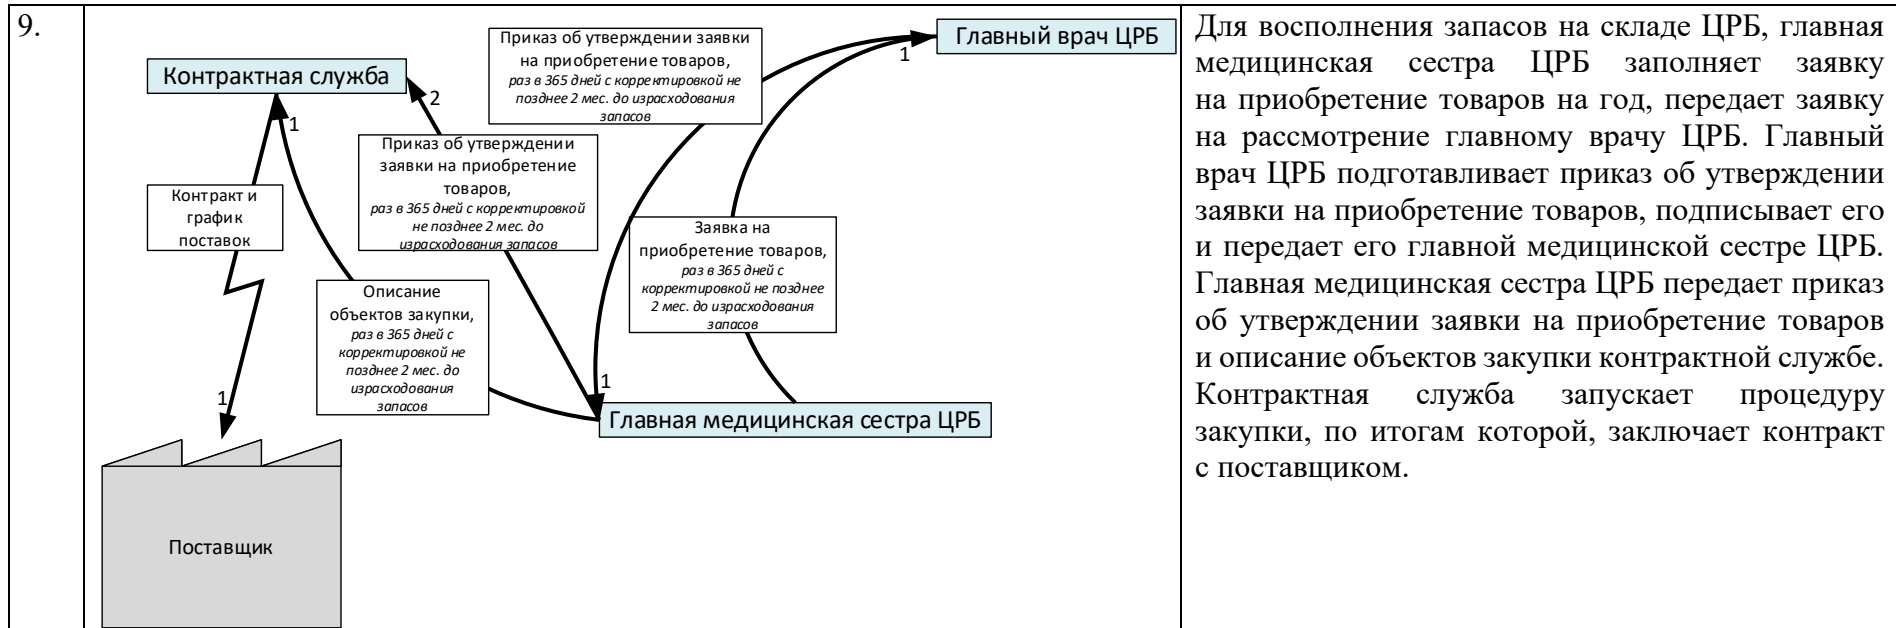 9.
Приказ об утверждении заявки
на приобретение товаров,
раз в 365 дней с корректировкой не
позднее 2 мес. до израсходования
запасов
Главный врач ЦРБ
1
Контрактная служба
2
1
Приказ об утверждении
заявки на приобретение
товаров,
раз в 365 дней с корректировкой
не позднее 2 мес. до
израсходования запасов
Контракт и
график
поставок
Заявка на
приобретение товаров,
раз в 365 дней с
корректировкой не позднее
2 мес. до израсходования
запасов
Описание
объектов закупки,
раз в 365 дней с
корректировкой не
позднее 2 мес. до
израсходования
запасов
1
1
Главная медицинская сестра ЦРБ
Поставщик
Для восполнения запасов на складе ЦРБ, главная
медицинская сестра ЦРБ заполняет заявку
на приобретение товаров на год, передает заявку
на рассмотрение главному врачу ЦРБ. Главный
врач ЦРБ подготавливает приказ об утверждении
заявки на приобретение товаров, подписывает его
и передает его главной медицинской сестре ЦРБ.
Главная медицинская сестра ЦРБ передает приказ
об утверждении заявки на приобретение товаров
и описание объектов закупки контрактной службе.
Контрактная служба запускает процедуру
закупки, по итогам которой, заключает контракт
с поставщиком.